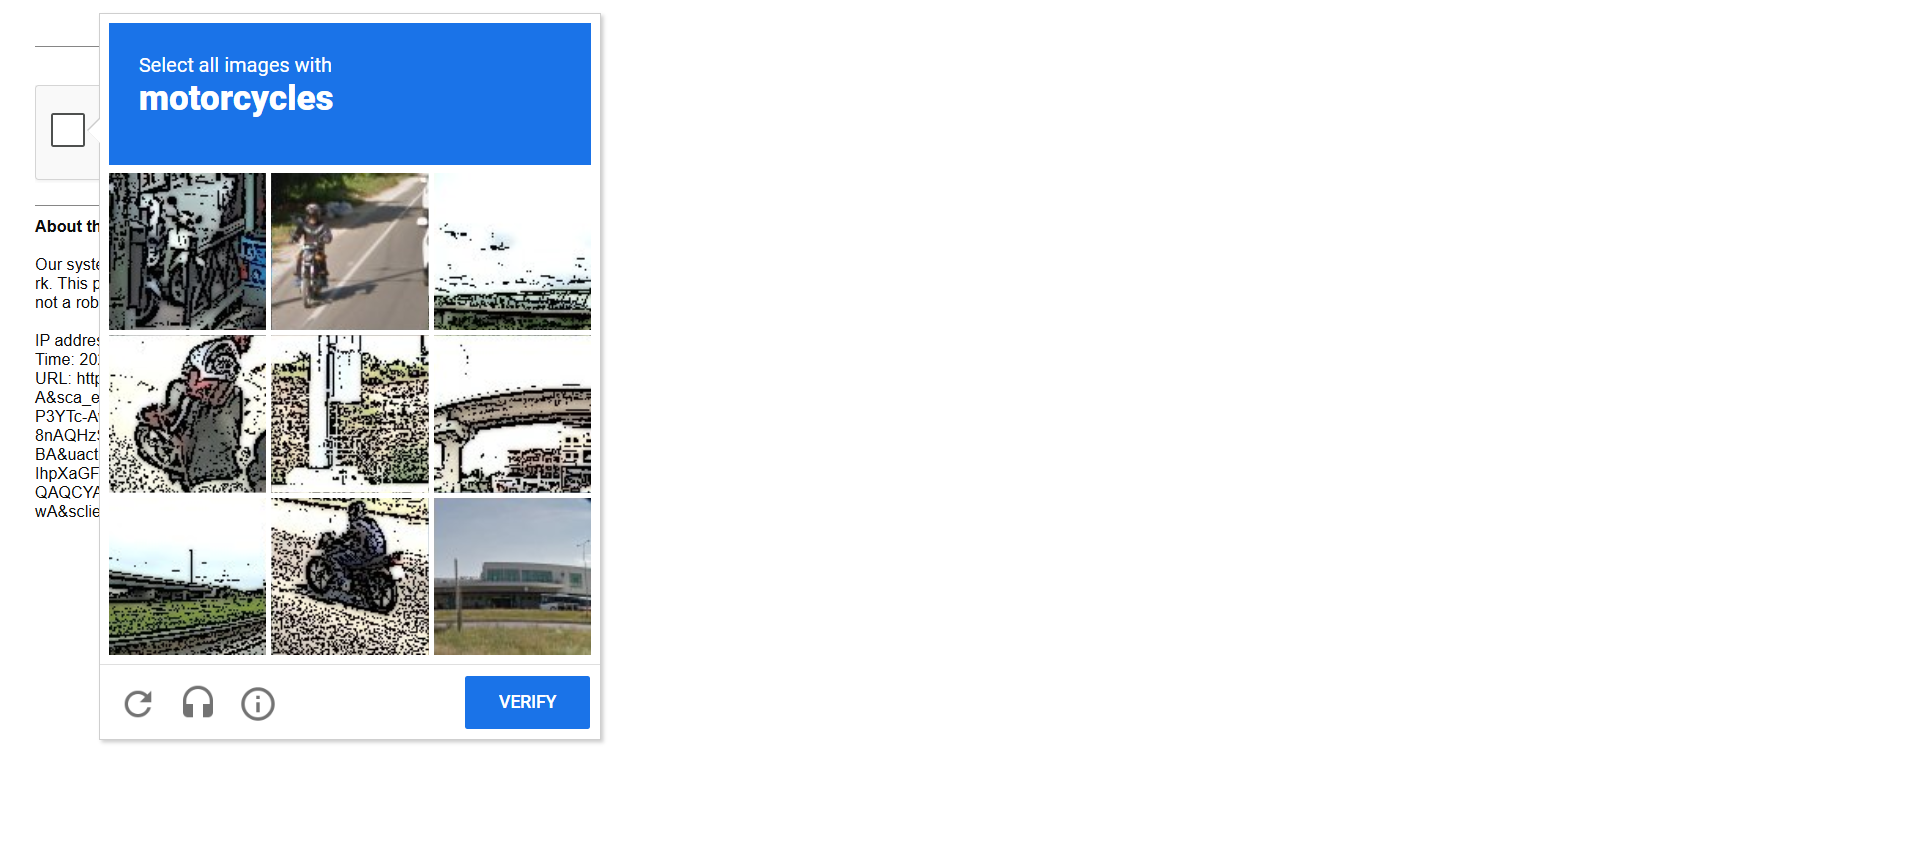 Select all images with
motorcycles
About th
Our syste
rk. This p
not a rob
IP addres
Time: 20
URL: http
A&sca_e
P3YTc-A
8nAQHzS
BA&uact
IhpXaGF
QAQCYA
wA&sclie
VERIFY